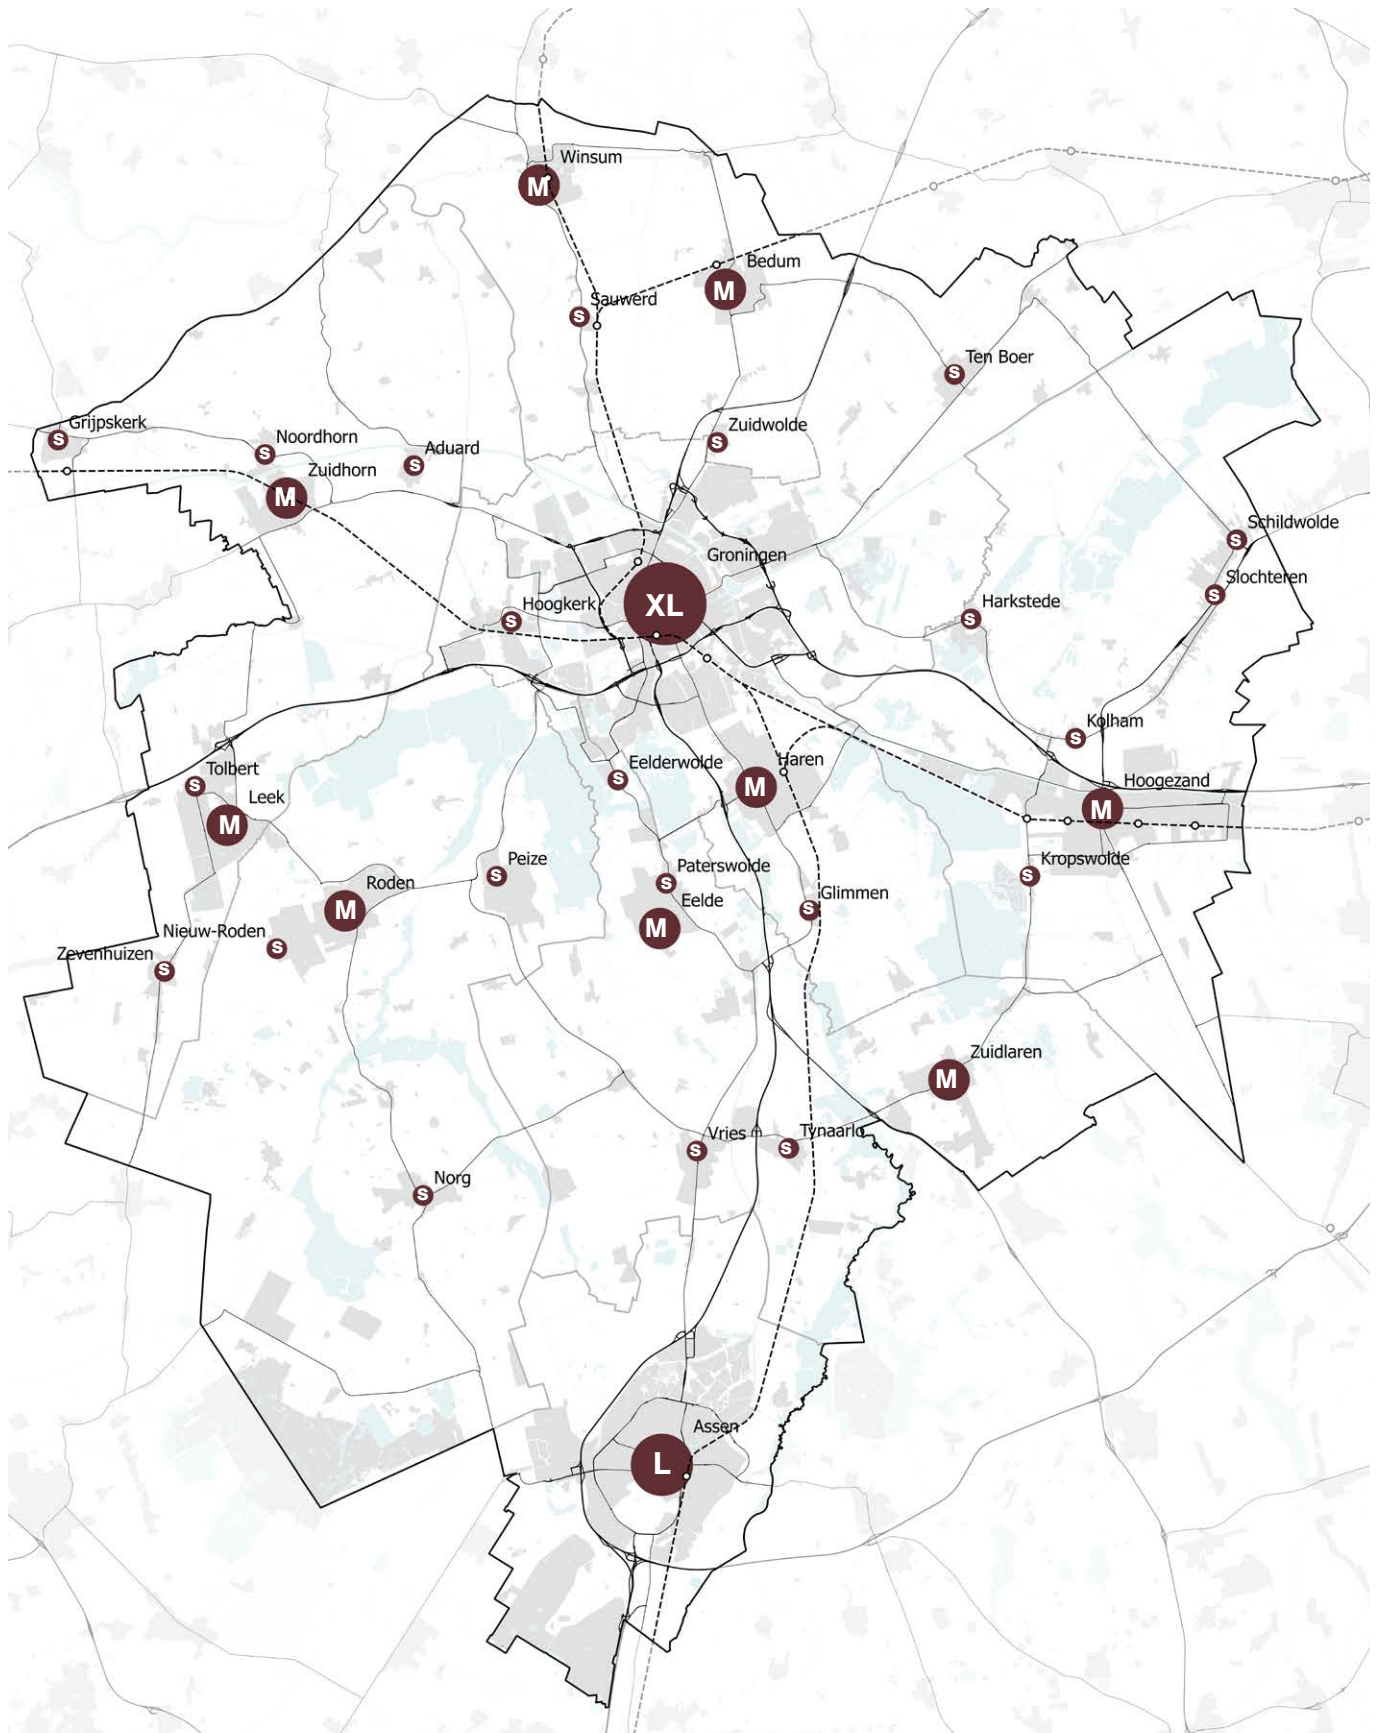 Winsum
M
Bedum
M
Sauwerd
S
Ten Boer
S
Grijpskerk
S
Noordhorn
S
Aduard
S
Zuidwolde
S
Zuidhorn
M
Schildwolde
S
Groningen
XL
Slochteren
S
Hoogkerk
S
Harkstede
S
Kolham
S
Tolbert
S
Eelderwolde
S
Haren
M
Hoogezand
M
Leek
M
Peize
S
Paterswolde
S
Kropswolde
S
Roden
M
Eelde
M
Glimmen
S
Nieuw-Roden
S
Zevenhuizen
S
Zuidlaren
M
Vries
S
Tynaarlo
S
Norg
S
Assen
L